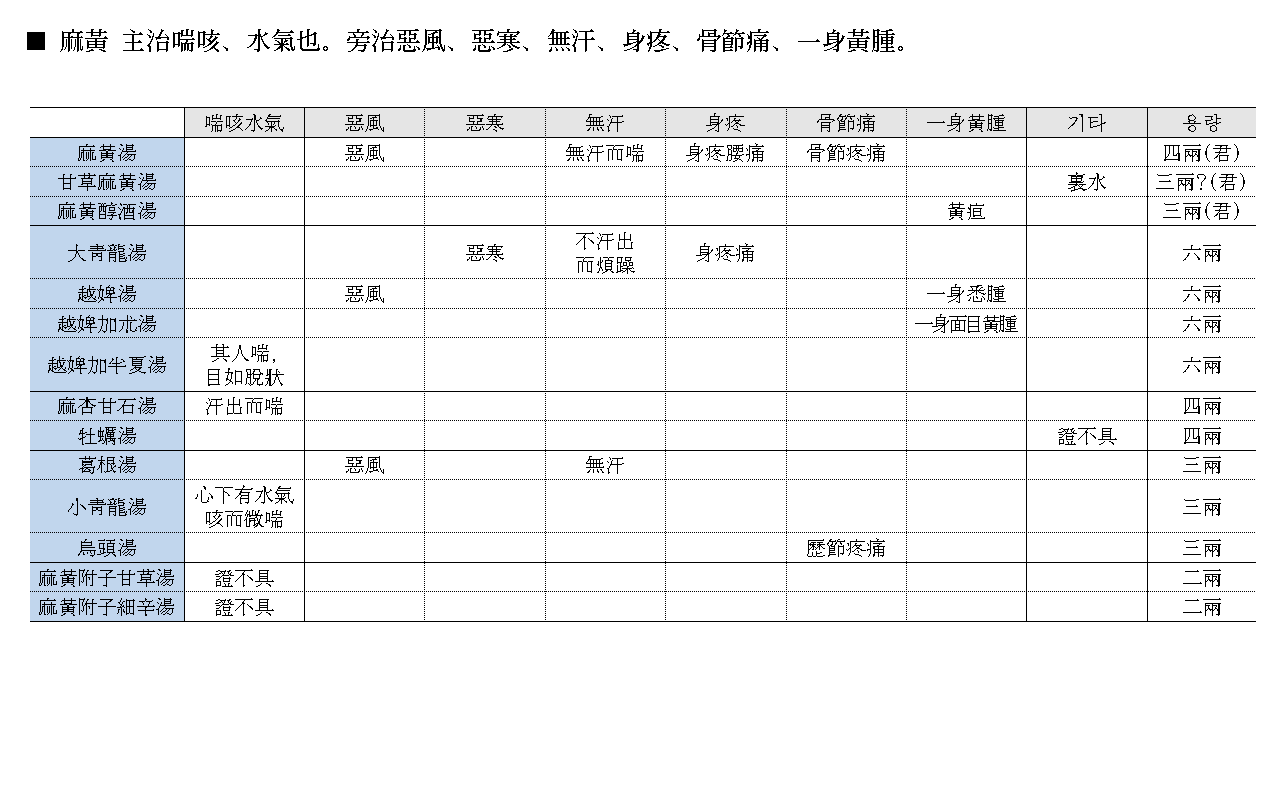 ■ 麻黃 主治喘咳、水氣也。旁治惡風、惡寒、無汗、身疼、骨節痛、一身黃腫。
喘咳水氣 惡風 惡寒 無汗 身疼 骨節痛 一身黃腫 기타 용량
麻黃湯 惡風 無汗而喘 身疼腰痛 骨節疼痛 四兩(君)
甘草麻黃湯 裏水 三兩?(君)
麻黃醇酒湯 黃疸 三兩(君)
大靑龍湯 惡寒 不汗出 而煩躁 身疼痛 六兩
越婢湯 惡風 一身悉腫 六兩
越婢加朮湯 一身面目黃腫 六兩
越婢加半夏湯 其人喘, 目如脫狀 六兩
麻杏甘石湯 汗出而喘 四兩
牡蠣湯 證不具 四兩
葛根湯 惡風 無汗 三兩
小靑龍湯 心下有水氣 咳而微喘 三兩
烏頭湯 歷節疼痛 三兩
麻黃附子甘草湯 證不具 二兩
麻黃附子細辛湯 證不具 二兩